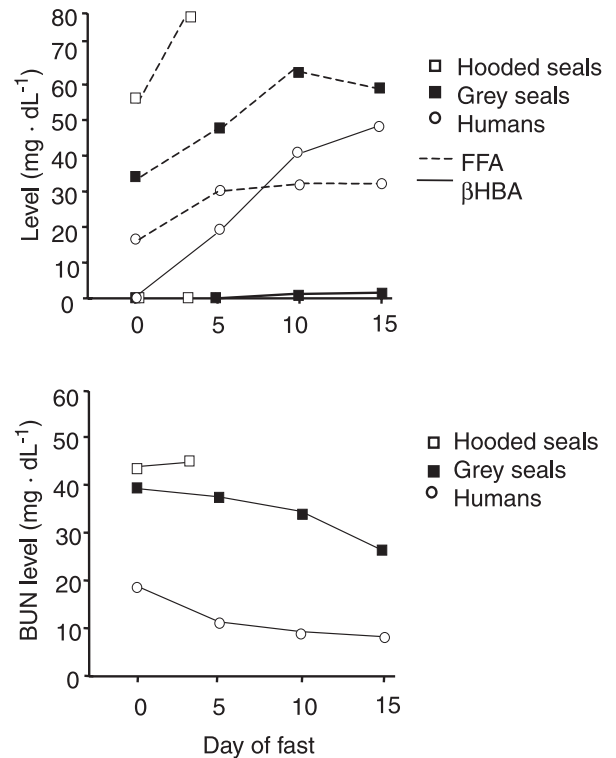 80
70
60
50
40
30
20
10
0
Level (mg · dL⁻¹)
0 5 10 15
Hooded seals
Grey seals
Humans
FFA
βHBA
60
50
40
30
20
10
0
BUN level (mg · dL⁻¹)
0 5 10 15
Day of fast
Hooded seals
Grey seals
Humans